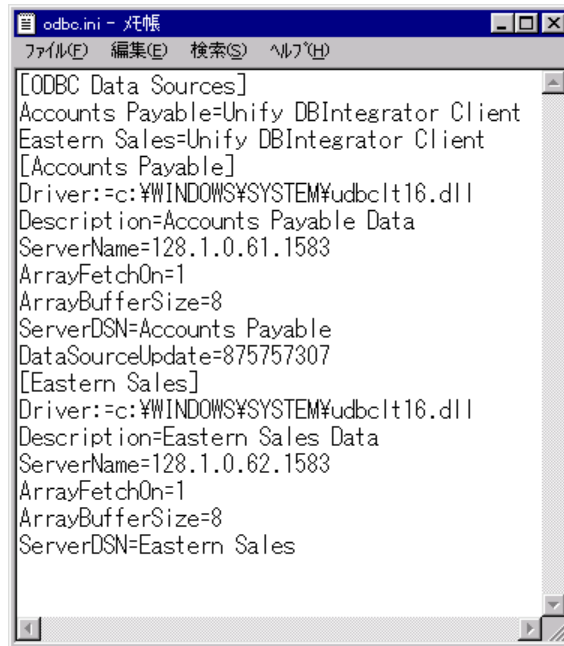 odbc.ini - メモ帳
ファイル(F) 編集(E) 検索(S) ヘルプ(H)
[ODBC Data Sources]
Accounts Payable=Unify DBIntegrator Client
Eastern Sales=Unify DBIntegrator Client
[Accounts Payable]
Driver:=c:¥WINDOWS¥SYSTEM¥udbclt16.dll
Description=Accounts Payable Data
ServerName=128.1.0.61.1583
ArrayFetchOn=1
ArrayBufferSize=8
ServerDSN=Accounts Payable
DataSourceUpdate=875757307
[Eastern Sales]
Driver:=c:¥WINDOWS¥SYSTEM¥udbclt16.dll
Description=Eastern Sales Data
ServerName=128.1.0.62.1583
ArrayFetchOn=1
ArrayBufferSize=8
ServerDSN=Eastern Sales